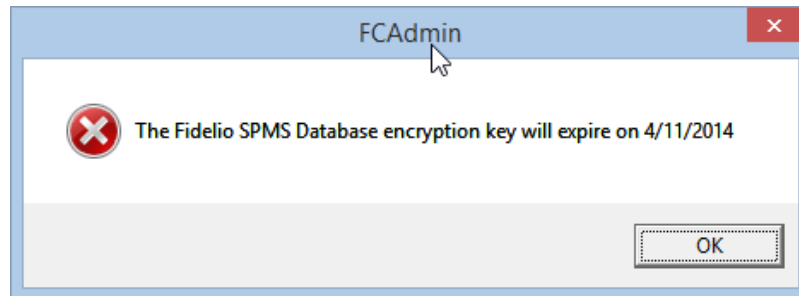 FCAdmin
The Fidelio SPMS Database encryption key will expire on 4/11/2014
OK